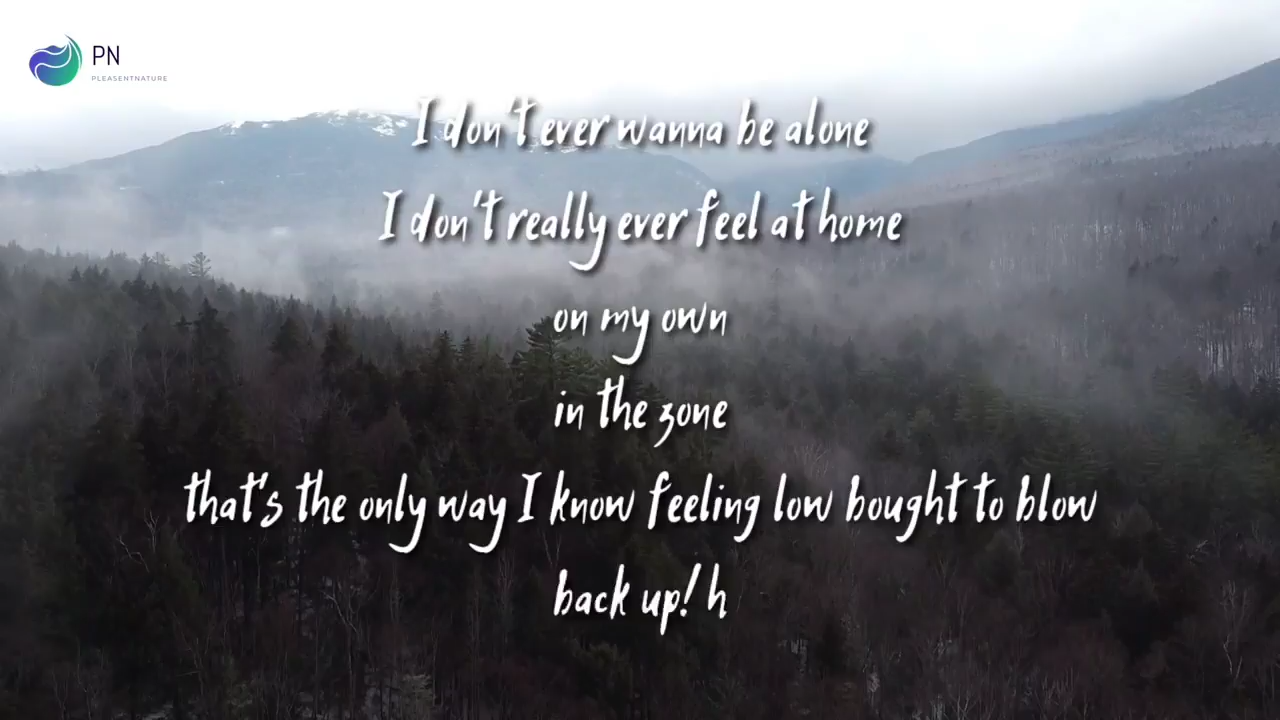 PN
PLEASENTNATURE
I don't ever wanna be alone
I don't really ever feel at home
on my own
in the zone
that's the only way I know feeling low bought to blow
back up! h